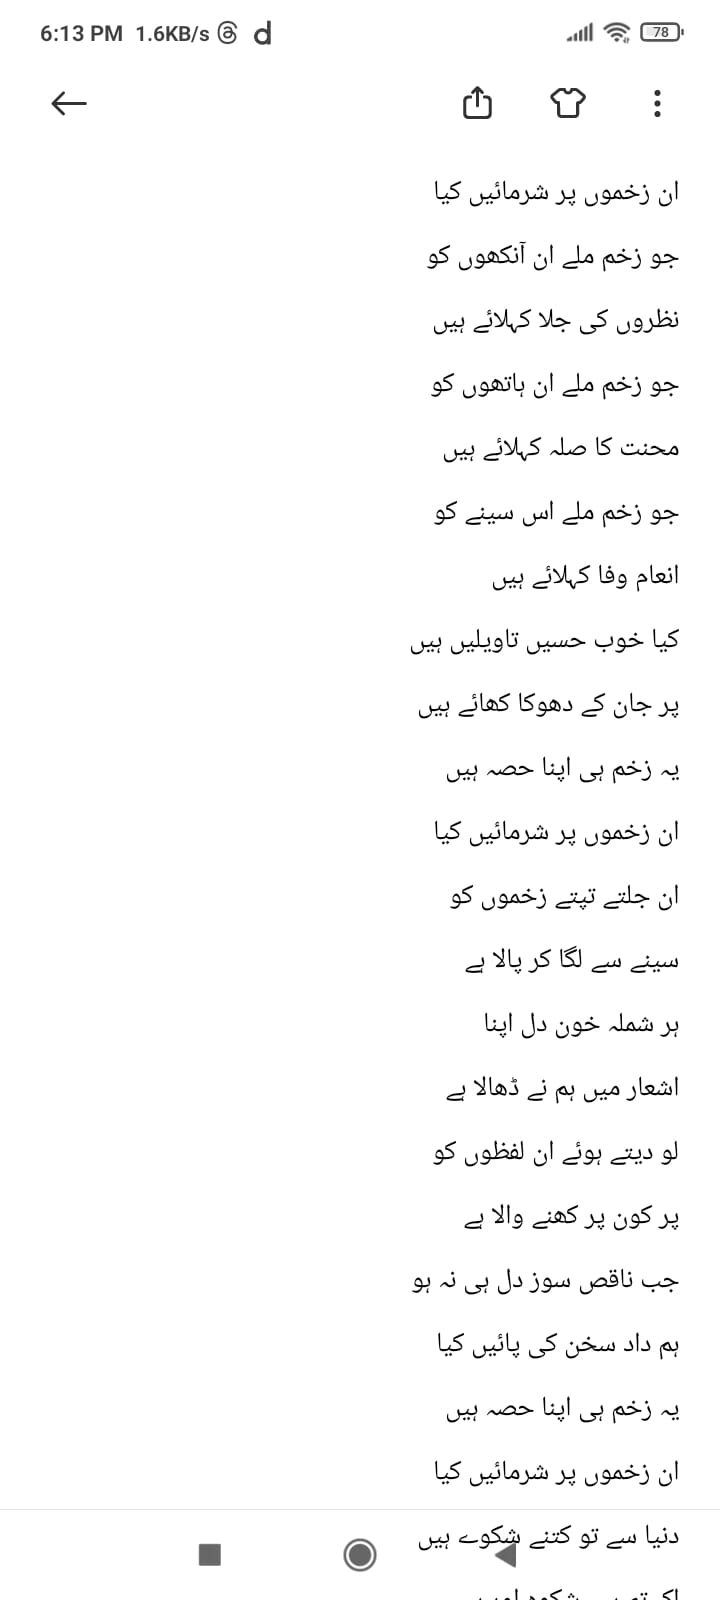 6:13 PM 1.6KB/s
78
ان زخموں پر شرمائیں کیا
جو زخم ملے ان آنکھوں کو
نظروں کی جلا کہلائے ہیں
جو زخم ملے ان ہاتھوں کو
محنت کا صلہ کہلائے ہیں
جو زخم ملے اس سینے کو
انعام وفا کہلائے ہیں
کیا خوب حسیں تاویلیں ہیں
پر جان کے دھوکا کھائے ہیں
یہ زخم ہی اپنا حصہ ہیں
ان زخموں پر شرمائیں کیا
ان جلتے تپتے زخموں کو
سینے سے لگا کر پالا ہے
ہر شملہ خون دل اپنا
اشعار میں ہم نے ڈھالا ہے
لو دیتے ہوئے ان لفظوں کو
پر کون پر کھنے والا ہے
جب ناقص سوز دل ہی نہ ہو
ہم داد سخن کی پائیں کیا
یہ زخم ہی اپنا حصہ ہیں
ان زخموں پر شرمائیں کیا
دنیا سے تو کتنے شکوے ہیں